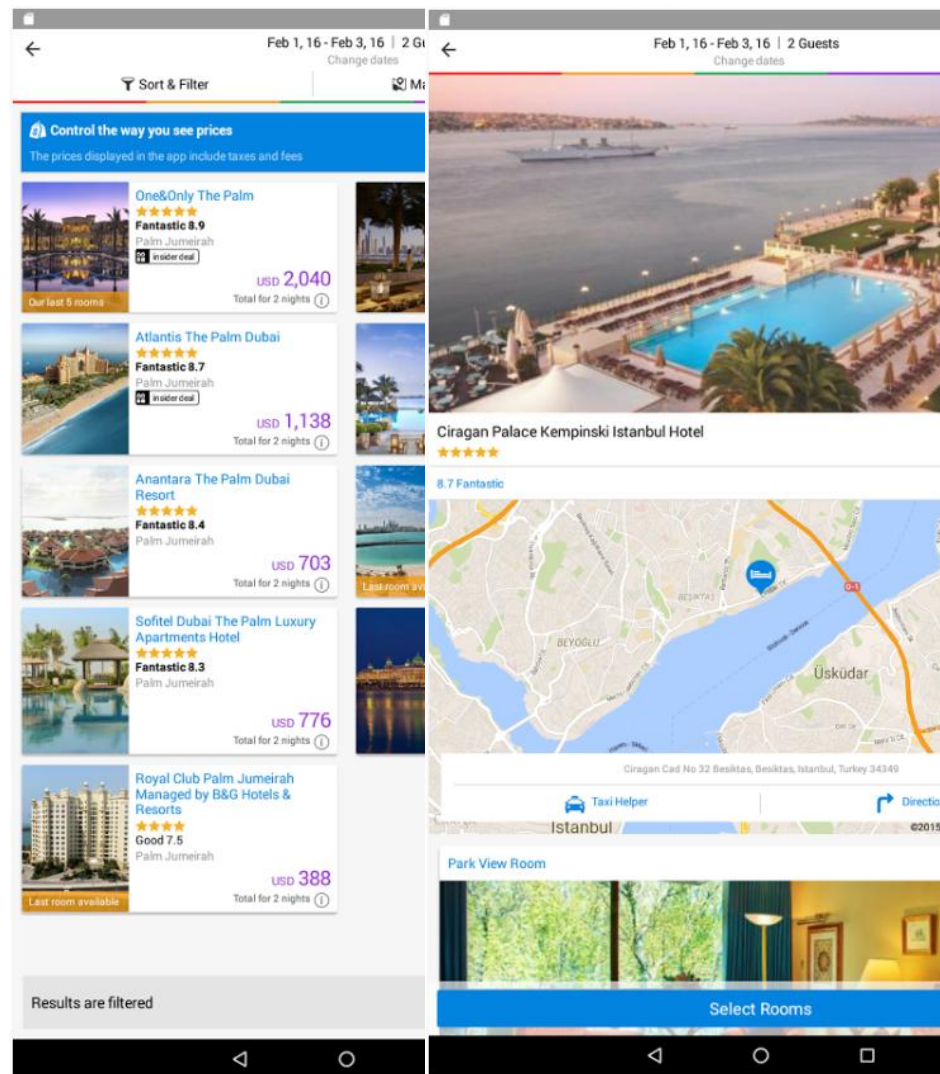 Feb 1, 16 - Feb 3, 16 | 2 Gu
Change dates
Sort & Filter
Ma
Control the way you see prices
The prices displayed in the app include taxes and fees
One&Only The Palm
Fantastic 8.9
Palm Jumeirah
insider deal
Our last 5 rooms
USD 2,040
Total for 2 nights
Atlantis The Palm Dubai
Fantastic 8.7
Palm Jumeirah
insider deal
USD 1,138
Total for 2 nights
Anantara The Palm Dubai
Resort
Fantastic 8.4
Palm Jumeirah
USD 703
Total for 2 nights
Last room ava
Sofitel Dubai The Palm Luxury
Apartments Hotel
Fantastic 8.3
Palm Jumeirah
USD 776
Total for 2 nights
Royal Club Palm Jumeirah
Managed by B&G Hotels &
Resorts
Good 7.5
Palm Jumeirah
Last room available
USD 388
Total for 2 nights
Results are filtered
Feb 1, 16 - Feb 3, 16 | 2 Guests
Change dates
Ciragan Palace Kempinski Istanbul Hotel
8.7 Fantastic
BEŞİKTAŞ
O-1
BEYOĞLU
Üsküdar
Ciragan Cad No 32 Besiktas, Besiktas, Istanbul, Turkey 34349
Taxi Helper
Directio
Istanbul
©2015
Park View Room
Select Rooms